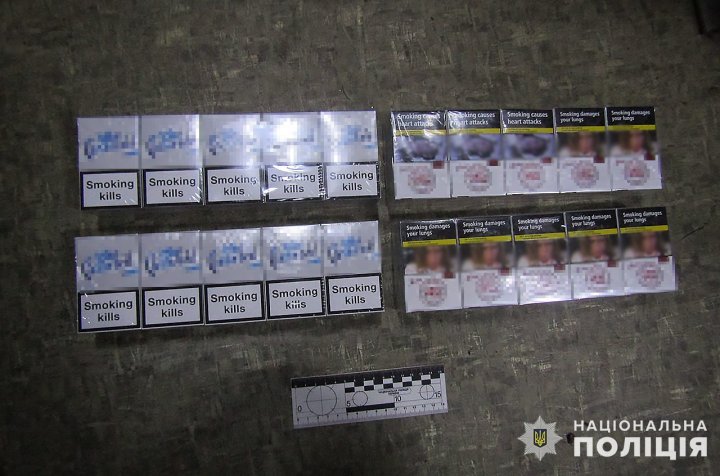 Smoking causes
heart attacks
Smoking causes
heart attacks
Smoking causes
heart attacks
Smoking damages
your lungs
Smoking damages
your lungs
Smoking
kills
Smoking
kills
Smoking
kills
Smoking
kills
Smoking
kills
Smoking damages
your lungs
Smoking damages
your lungs
Smoking damages
your lungs
Smoking damages
your lungs
Smoking damages
your lungs
Smoking
kills
Smoking
kills
Smoking
kills
Smoking
kills
Smoking
kills
0 5 10 15
НАЦІОНАЛЬНА
ПОЛІЦІЯ